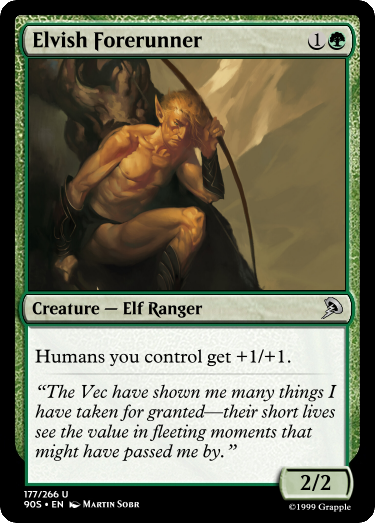 Elvish Forerunner 1
Creature — Elf Ranger
Humans you control get +1/+1.
“The Vec have shown me many things I
have taken for granted—their short lives
see the value in fleeting moments that
might have passed me by.”
2/2
177/266 U
90S • EN Martin Sobr
©1999 Grapple